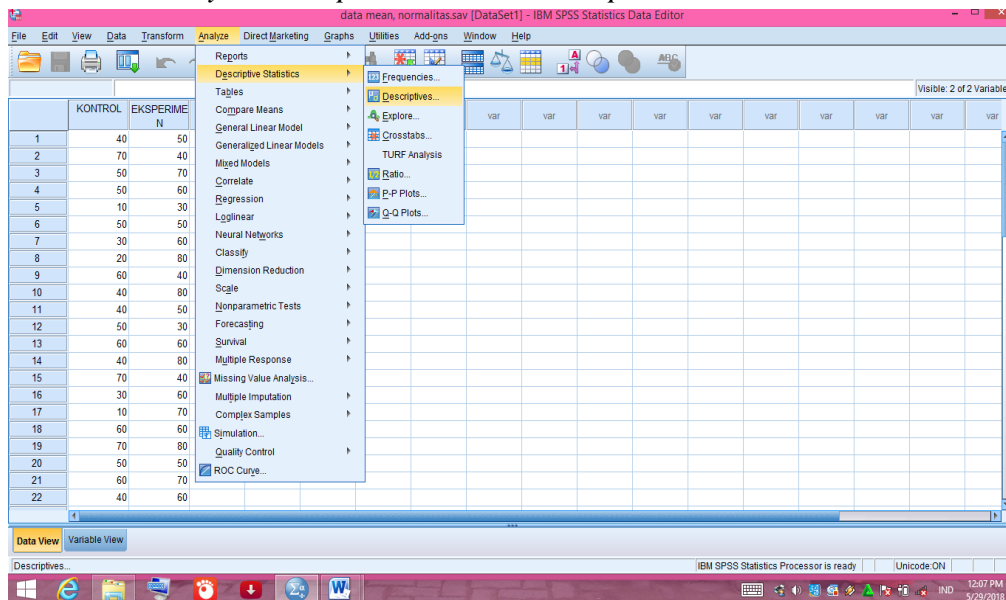 data mean, normalitas.sav [DataSet1] - IBM SPSS Statistics Data Editor
File Edit View Data Transform Analyze Direct Marketing Graphs Utilities Add-ons Window Help
Visible: 2 of 2 Variable
Reports
Descriptive Statistics
Tables
Compare Means
General Linear Model
Generalized Linear Models
Mixed Models
Correlate
Regression
Loglinear
Neural Networks
Classify
Dimension Reduction
Scale
Nonparametric Tests
Forecasting
Survival
Multiple Response
Missing Value Analysis...
Multiple Imputation
Complex Samples
Simulation...
Quality Control
ROC Curve...
Frequencies...
Descriptives...
Explore...
Crosstabs...
TURF Analysis
Ratio...
P-P Plots...
Q-Q Plots...
KONTROL EKSPERIME
N
var var var var var var var var
1 40 50
2 70 40
3 50 70
4 50 60
5 10 30
6 50 50
7 30 60
8 20 80
9 60 40
10 40 80
11 40 50
12 50 30
13 60 60
14 40 80
15 70 40
16 30 60
17 10 70
18 60 60
19 70 80
20 50 50
21 60 70
22 40 60
Data View Variable View
Descriptives... IBM SPSS Statistics Processor is ready Unicode:ON
IND 12:07 PM
5/29/2018